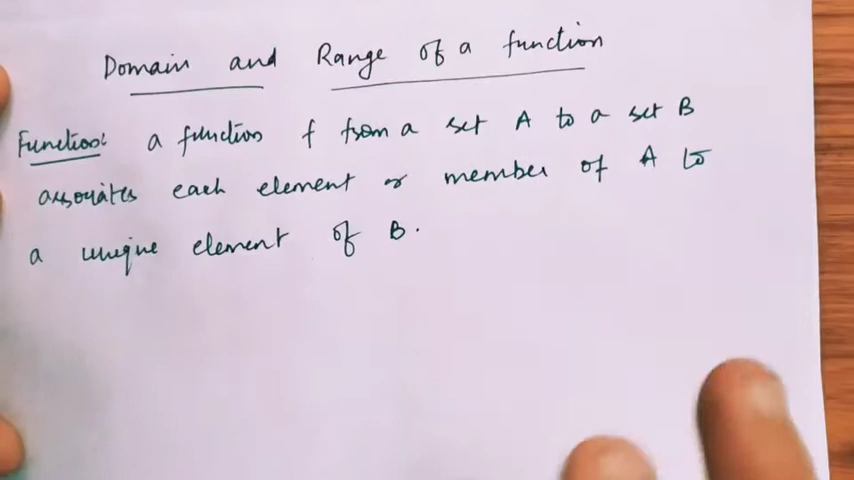 Domain and Range of a function
Function: a function f from a set A to a set B
associates each element or member of A to
a unique element of B.